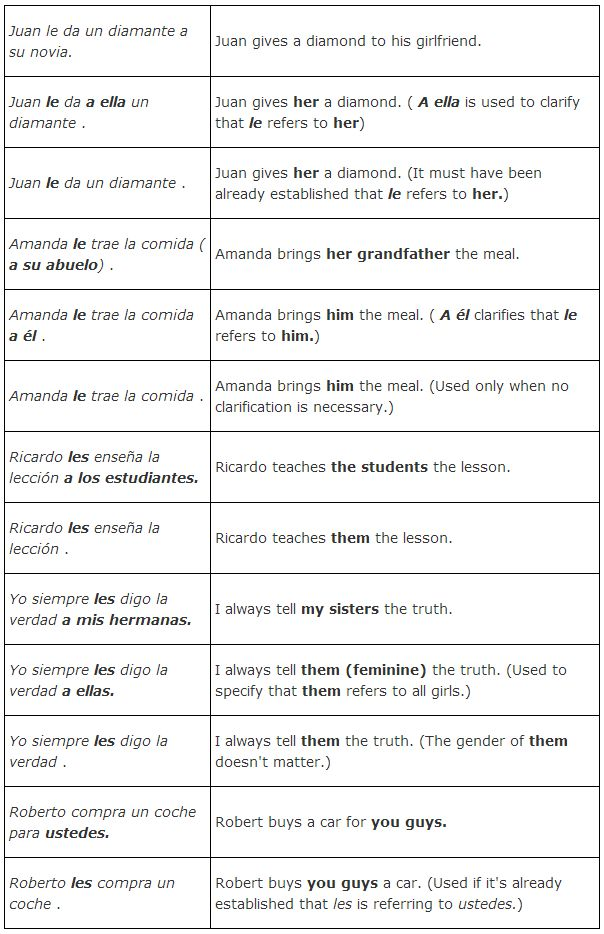 Juan le da un diamante a
su novia.
Juan gives a diamond to his girlfriend.
Juan le da a ella un
diamante .
Juan gives her a diamond. ( A ella is used to clarify
that le refers to her)
Juan le da un diamante .
Juan gives her a diamond. (It must have been
already established that le refers to her.)
Amanda le trae la comida (
a su abuelo) .
Amanda brings her grandfather the meal.
Amanda le trae la comida
a él .
Amanda brings him the meal. ( A él clarifies that le
refers to him.)
Amanda le trae la comida .
Amanda brings him the meal. (Used only when no
clarification is necessary.)
Ricardo les enseña la
lección a los estudiantes.
Ricardo teaches the students the lesson.
Ricardo les enseña la
lección .
Ricardo teaches them the lesson.
Yo siempre les digo la
verdad a mis hermanas.
I always tell my sisters the truth.
Yo siempre les digo la
verdad a ellas.
I always tell them (feminine) the truth. (Used to
specify that them refers to all girls.)
Yo siempre les digo la
verdad .
I always tell them the truth. (The gender of them
doesn't matter.)
Roberto compra un coche
para ustedes.
Robert buys a car for you guys.
Roberto les compra un
coche .
Robert buys you guys a car. (Used if it's already
established that les is referring to ustedes.)